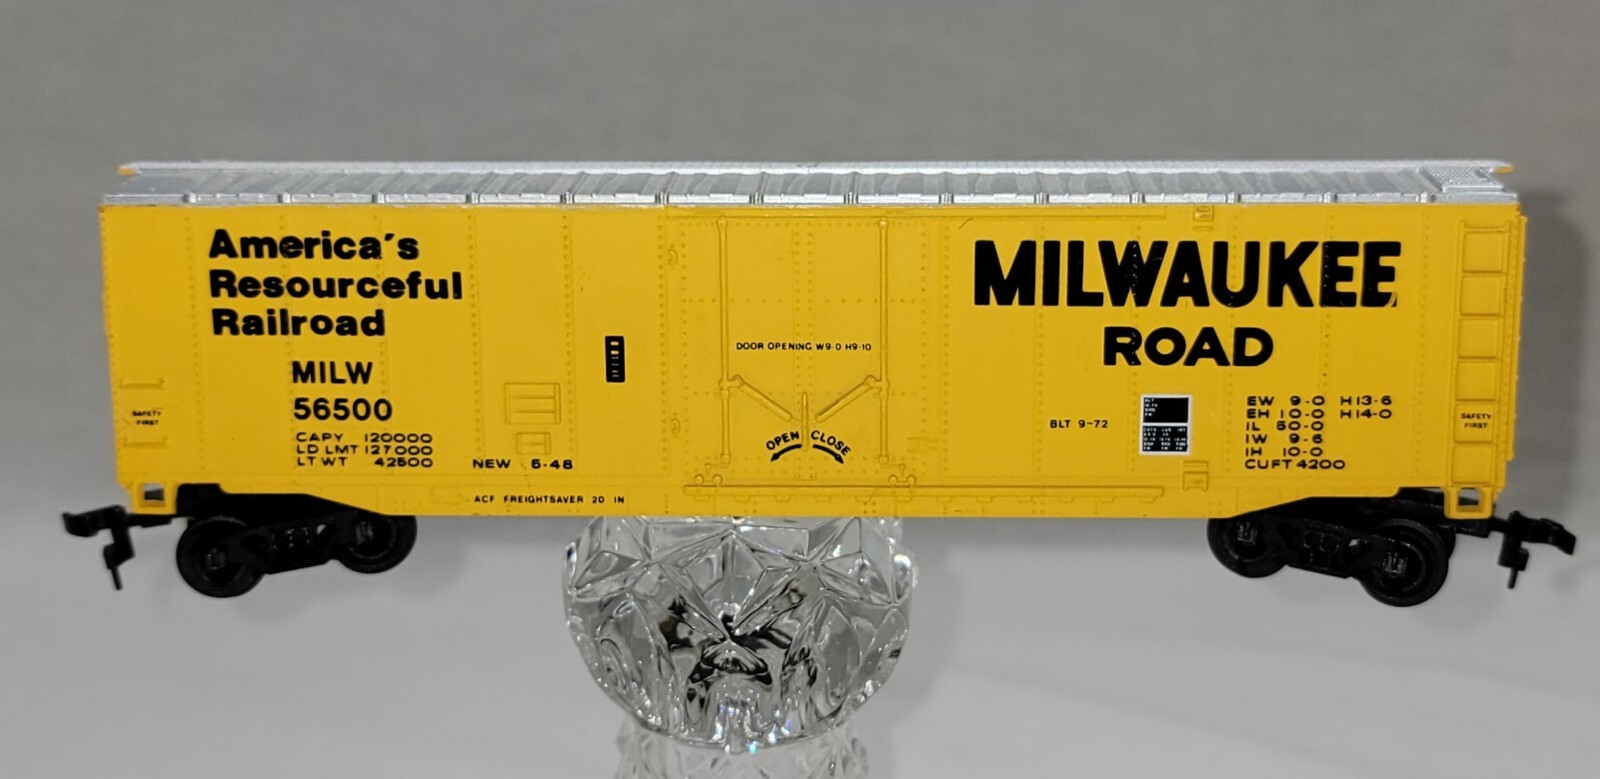 America's
Resourceful
Railroad
MILW
56500
CAPY 120000
LD LMT 127000
LT WT 42500
NEW 5-48
SAFETY
FIRST
ACF FREIGHTSAVER 20 IN
DOOR OPENING W9-0 H9-10
OPEN CLOSE
MILWAUKEE
ROAD
BLT 9-72
EW 9-0 H13-6
EH 10-0 H14-0
IL 50-0
IW 9-6
IH 10-0
CUFT 4200
SAFETY
FIRST